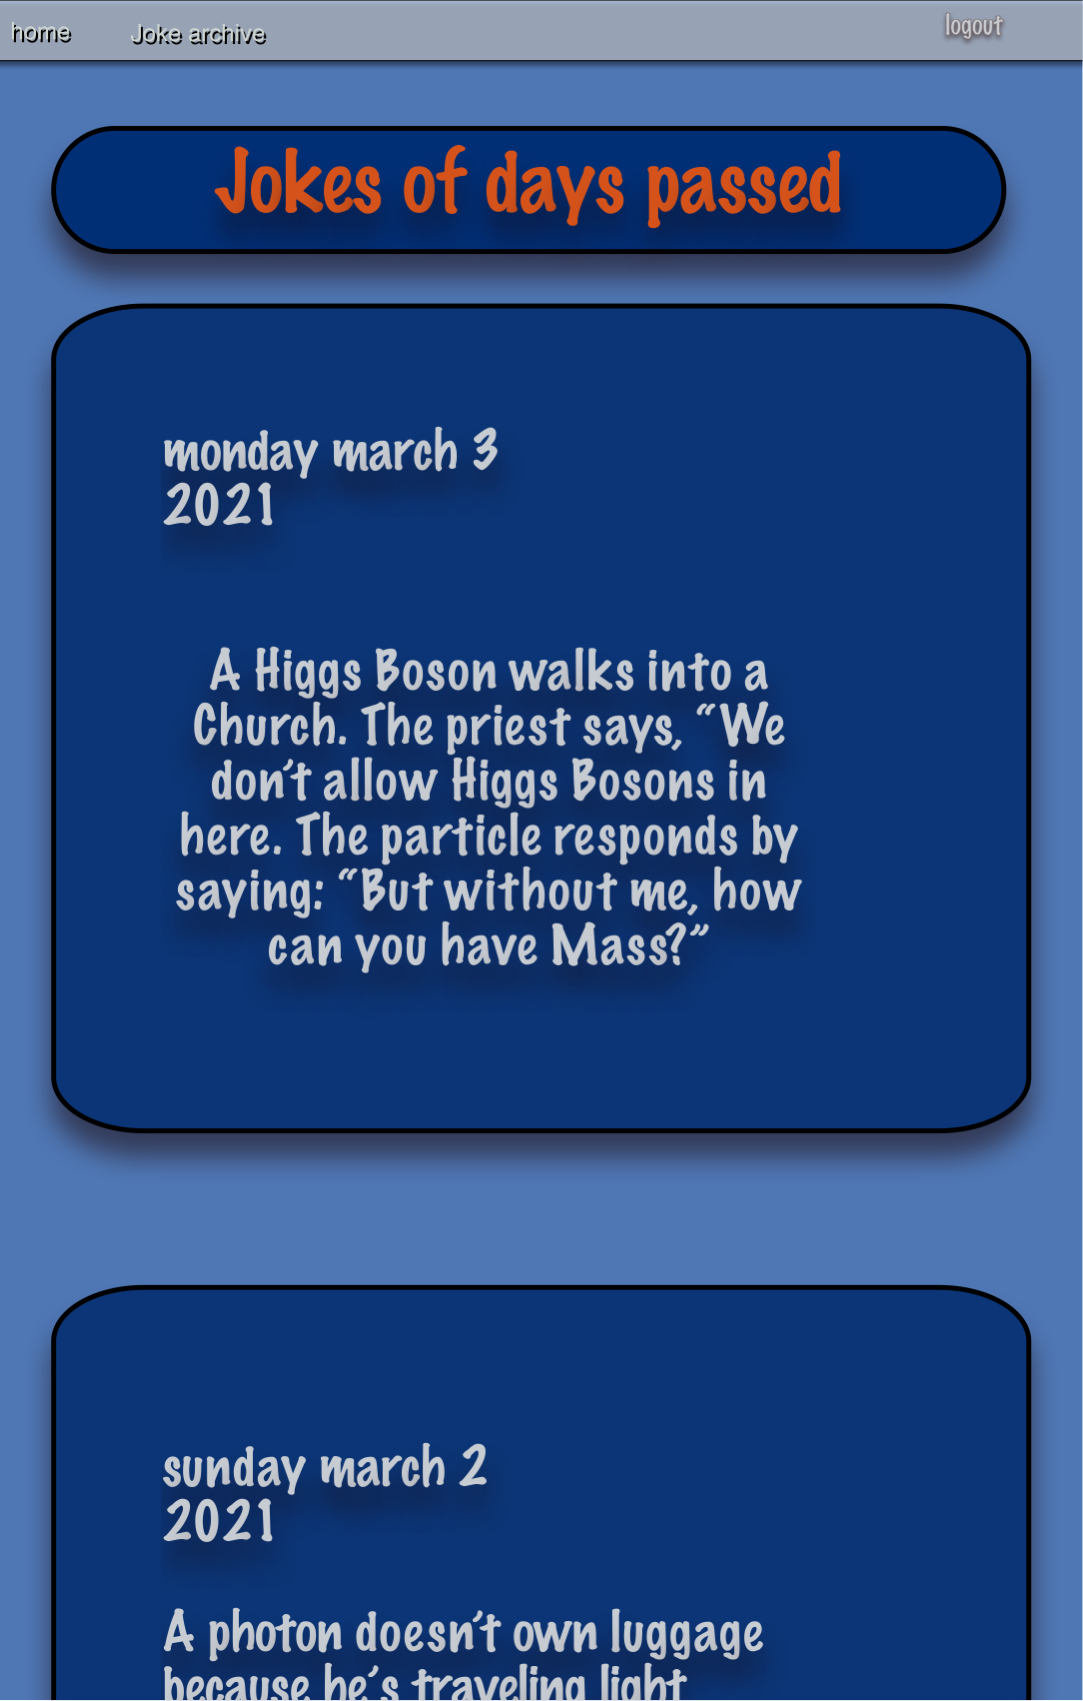 home Joke archive logout
Jokes of days passed
monday march 3
2021
A Higgs Boson walks into a
Church. The priest says, “We
don’t allow Higgs Bosons in
here. The particle responds by
saying: “But without me, how
can you have Mass?”
sunday march 2
2021
A photon doesn’t own luggage
because he’s traveling light